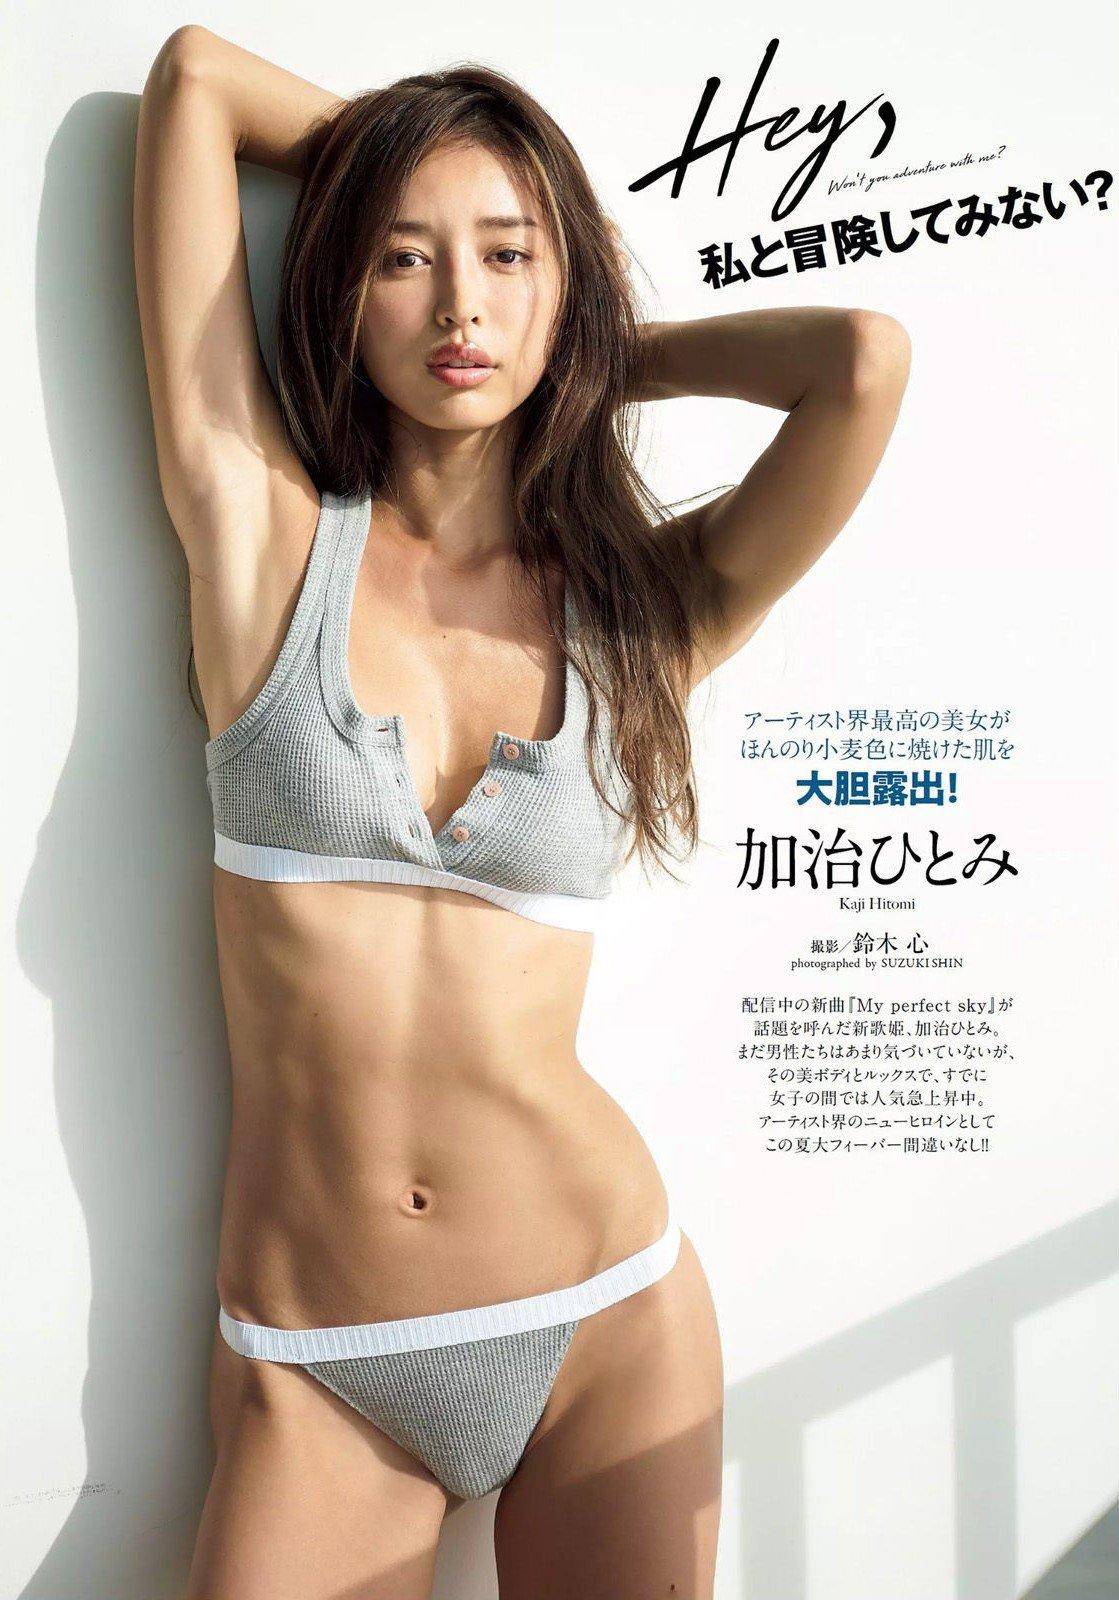 Hey,
Won't you adventure with me?
私と冒険してみない?
アーティスト界最高の美女が
ほんのり小麦色に焼けた肌を
大胆露出!
加治ひとみ
Kaji Hitomi
撮影/鈴木 心
photographed by SUZUKI SHIN
配信中の新曲『My perfect sky』が
話題を呼んだ新歌姫、加治ひとみ。
まだ男性たちはあまり気づいていないが、
その美ボディとルックスで、すでに
女子の間では人気急上昇中。
アーティスト界のニューヒロインとして
この夏大フィーバー間違いなし!!